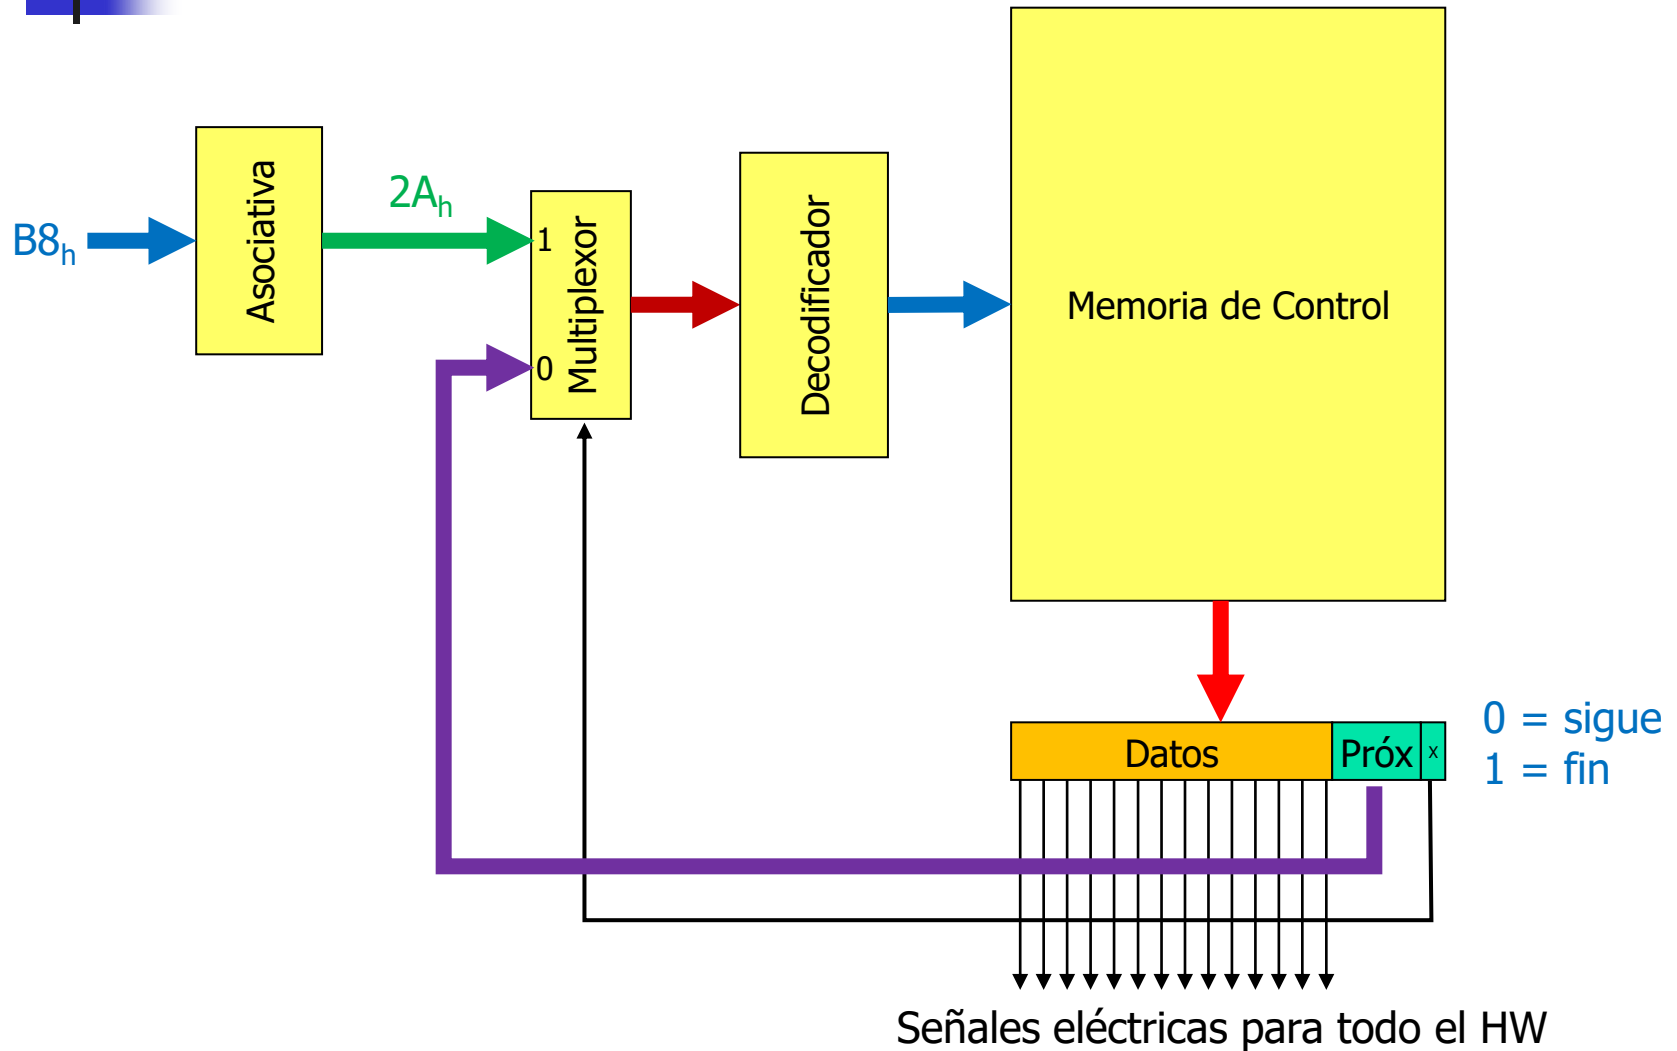 B8h
Asociativa
2Ah
1
0
Multiplexor
Decodificador
Memoria de Control
Datos
Próx
x
0 = sigue
1 = fin
Señales eléctricas para todo el HW